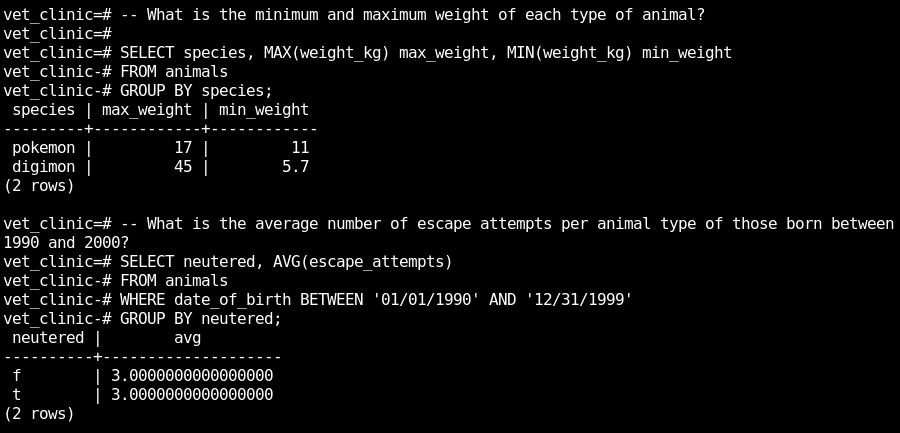 vet_clinic=# -- What is the minimum and maximum weight of each type of animal?
vet_clinic=#
vet_clinic=# SELECT species, MAX(weight_kg) max_weight, MIN(weight_kg) min_weight
vet_clinic-# FROM animals
vet_clinic-# GROUP BY species;
 species | max_weight | min_weight
---------+------------+------------
 pokemon |         17 |         11
 digimon |         45 |        5.7
(2 rows)

vet_clinic=# -- What is the average number of escape attempts per animal type of those born between
1990 and 2000?
vet_clinic=# SELECT neutered, AVG(escape_attempts)
vet_clinic-# FROM animals
vet_clinic-# WHERE date_of_birth BETWEEN '01/01/1990' AND '12/31/1999'
vet_clinic-# GROUP BY neutered;
 neutered |        avg
----------+--------------------
 f        | 3.0000000000000000
 t        | 3.0000000000000000
(2 rows)